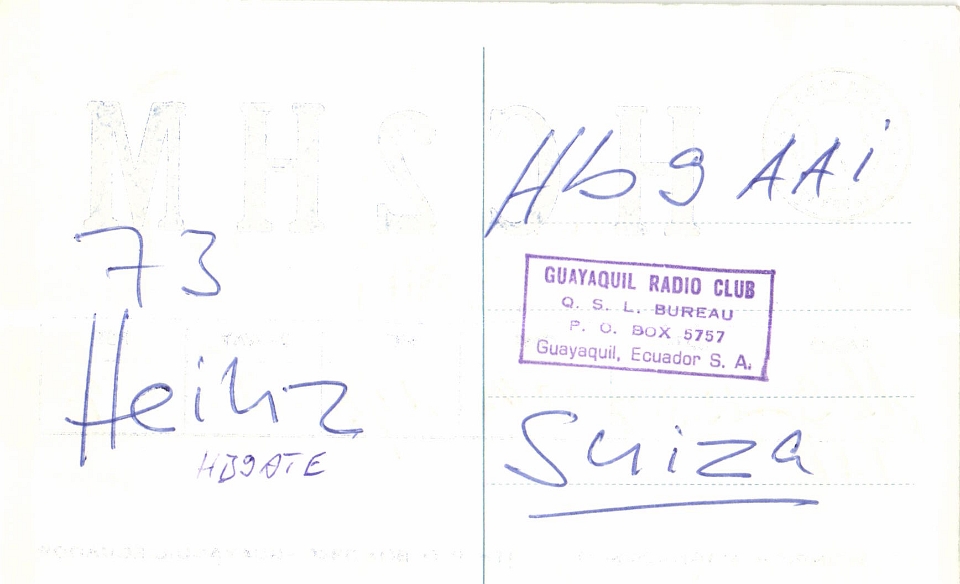 73
Heinz
HB9ATE
Hb9AAi
GUAYAQUIL RADIO CLUB
Q. S. L. BUREAU
P. O. BOX 5757
Guayaquil, Ecuador S. A.
Suiza